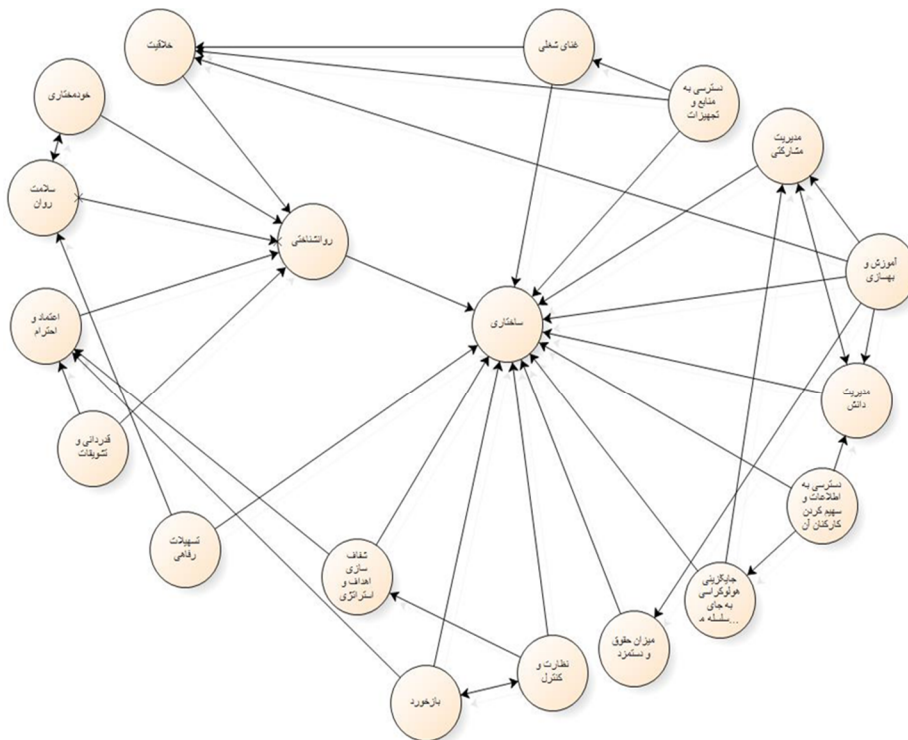 خلاقیت
غنای شغلی
دسترسی به
منابع و
تجهیزات
خودمختاری
مدیریت
مشارکتی
سلامت
روان
روانشناختی
آموزش و
بهسازی
ساختاری
اعتماد و
احترام
مدیریت
دانش
قدردانی و
تشویقات
دسترسی به
اطلاعات و
سهیم کردن
کارکنان آن
تسهیلات
رفاهی
شفاف
سازی
اهداف و
استراتژی
جایگزینی
هولوکراسی
به جای
سلسله م...
میزان حقوق
و دستمزد
نظارت و
کنترل
بازخورد